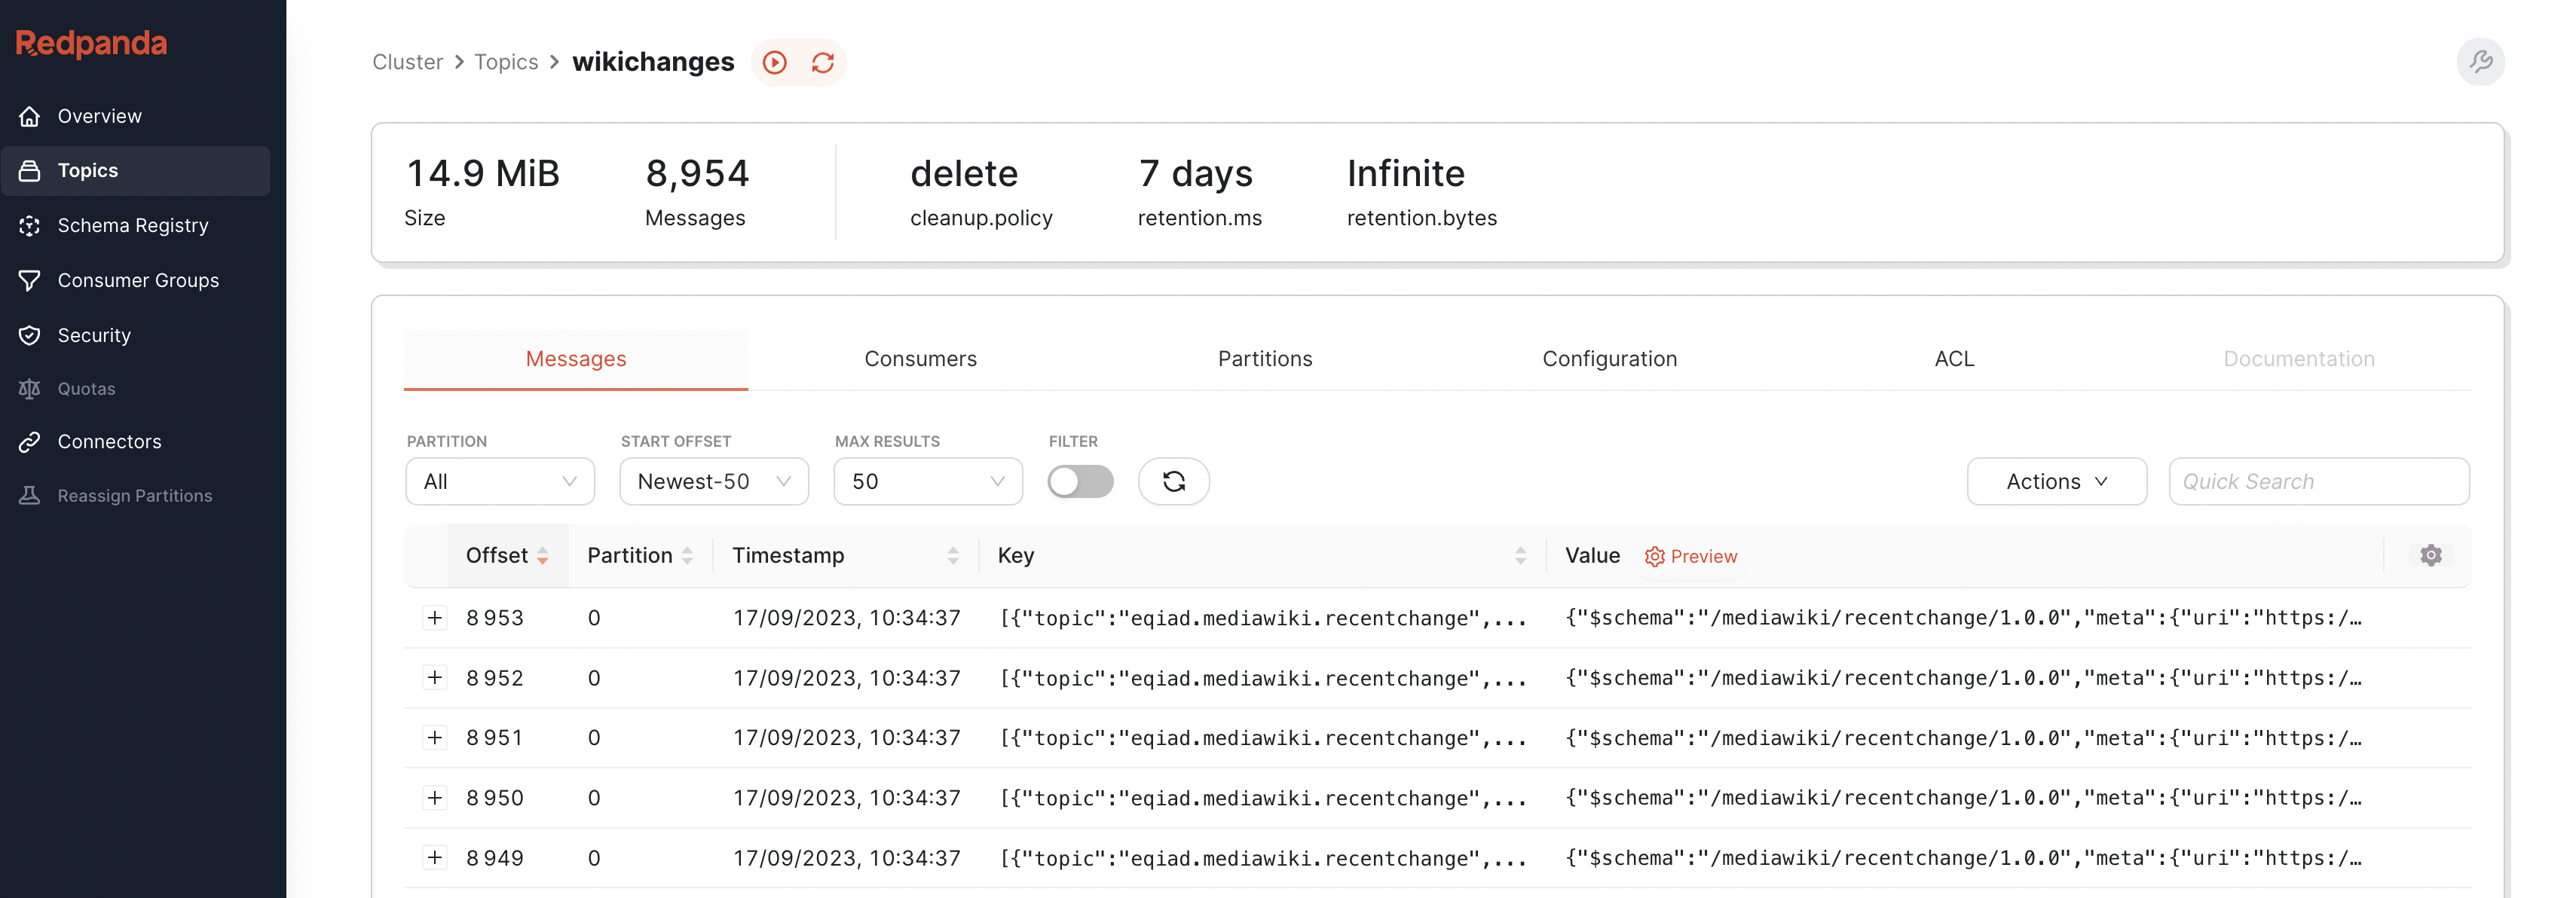 Redpanda
Overview
Topics
Schema Registry
Consumer Groups
Security
Quotas
Connectors
Reassign Partitions
Cluster > Topics > wikichanges
14.9 MiB 8,954 delete 7 days Infinite
Size Messages cleanup.policy retention.ms retention.bytes
Messages Consumers Partitions Configuration ACL Documentation
PARTITION START OFFSET MAX RESULTS FILTER
All Newest-50 50 Actions Quick Search
Offset Partition Timestamp Key Value Preview
8 953 0 17/09/2023, 10:34:37 [{"topic":"eqiad.mediawiki.recentchange",... {"$schema":"/mediawiki/recentchange/1.0.0","meta":{"uri":"https:/…
8 952 0 17/09/2023, 10:34:37 [{"topic":"eqiad.mediawiki.recentchange",... {"$schema":"/mediawiki/recentchange/1.0.0","meta":{"uri":"https:/…
8 951 0 17/09/2023, 10:34:37 [{"topic":"eqiad.mediawiki.recentchange",... {"$schema":"/mediawiki/recentchange/1.0.0","meta":{"uri":"https:/…
8 950 0 17/09/2023, 10:34:37 [{"topic":"eqiad.mediawiki.recentchange",... {"$schema":"/mediawiki/recentchange/1.0.0","meta":{"uri":"https:/…
8 949 0 17/09/2023, 10:34:37 [{"topic":"eqiad.mediawiki.recentchange",... {"$schema":"/mediawiki/recentchange/1.0.0","meta":{"uri":"https:/…